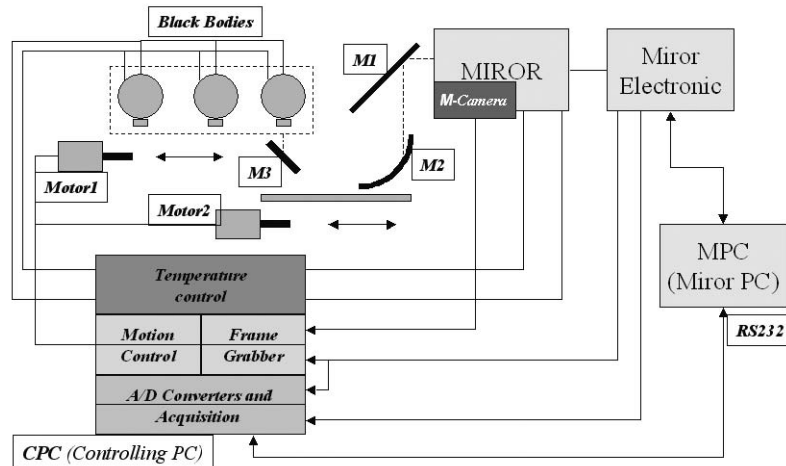 Black Bodies
M1
MIROR
M-Camera
Miror
Electronic
M3
M2
Motor1
Motor2
MPC
(Miror PC)
RS232
Temperature
control
Motion
Control
Frame
Grabber
A/D Converters and
Acquisition
CPC (Controlling PC)